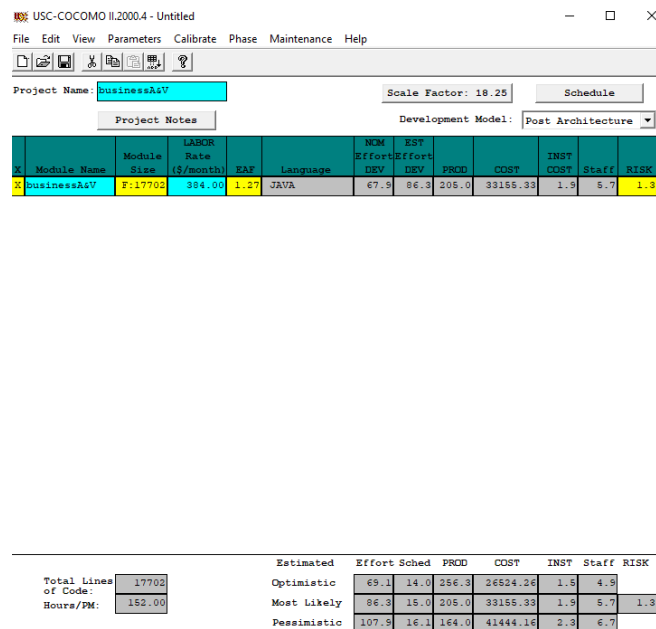 USC-COCOMO II.2000.4 - Untitled
File Edit View Parameters Calibrate Phase Maintenance Help
Project Name: businessA&V Scale Factor: 18.25 Schedule
Project Notes Development Model: Post Architecture
X Module Name Module Size LABOR Rate ($/month) EAF Language NOM Effort DEV EST Effort DEV PROD COST INST COST Staff RISK
X businessA&V F:17702 384.00 1.27 JAVA 67.9 86.3 205.0 33155.33 1.9 5.7 1.3
Estimated Effort Sched PROD COST INST Staff RISK
Total Lines of Code: 17702 Optimistic 69.1 14.0 256.3 26524.26 1.5 4.9
Hours/PM: 152.00 Most Likely 86.3 15.0 205.0 33155.33 1.9 5.7 1.3
Pessimistic 107.9 16.1 164.0 41444.16 2.3 6.7